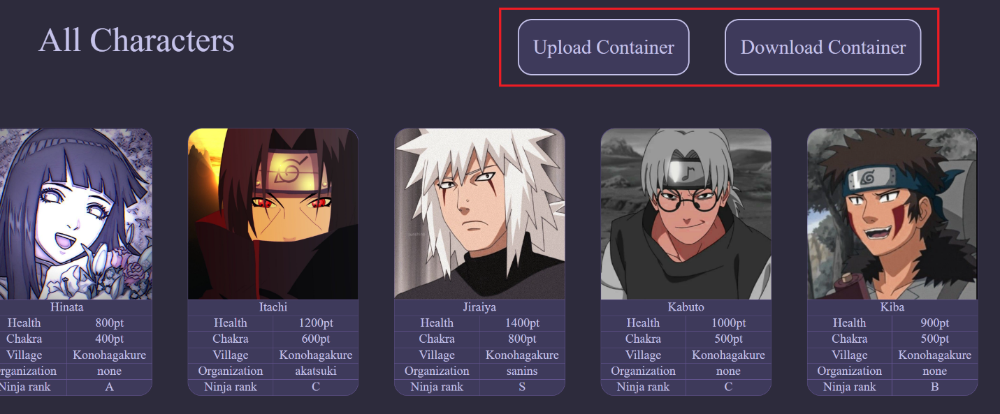 All Characters
Upload Container
Download Container
Hinata
Health 800pt
Chakra 400pt
Village Konohagakure
rganization none
Ninja rank A
Itachi
Health 1200pt
Chakra 600pt
Village Konohagakure
Organization akatsuki
Ninja rank C
Jiraiya
Health 1400pt
Chakra 800pt
Village Konohagakure
Organization sanins
Ninja rank S
Kabuto
Health 1000pt
Chakra 500pt
Village Konohagakure
Organization none
Ninja rank C
Kiba
Health 900pt
Chakra 500pt
Village Konohagakure
Organization none
Ninja rank B